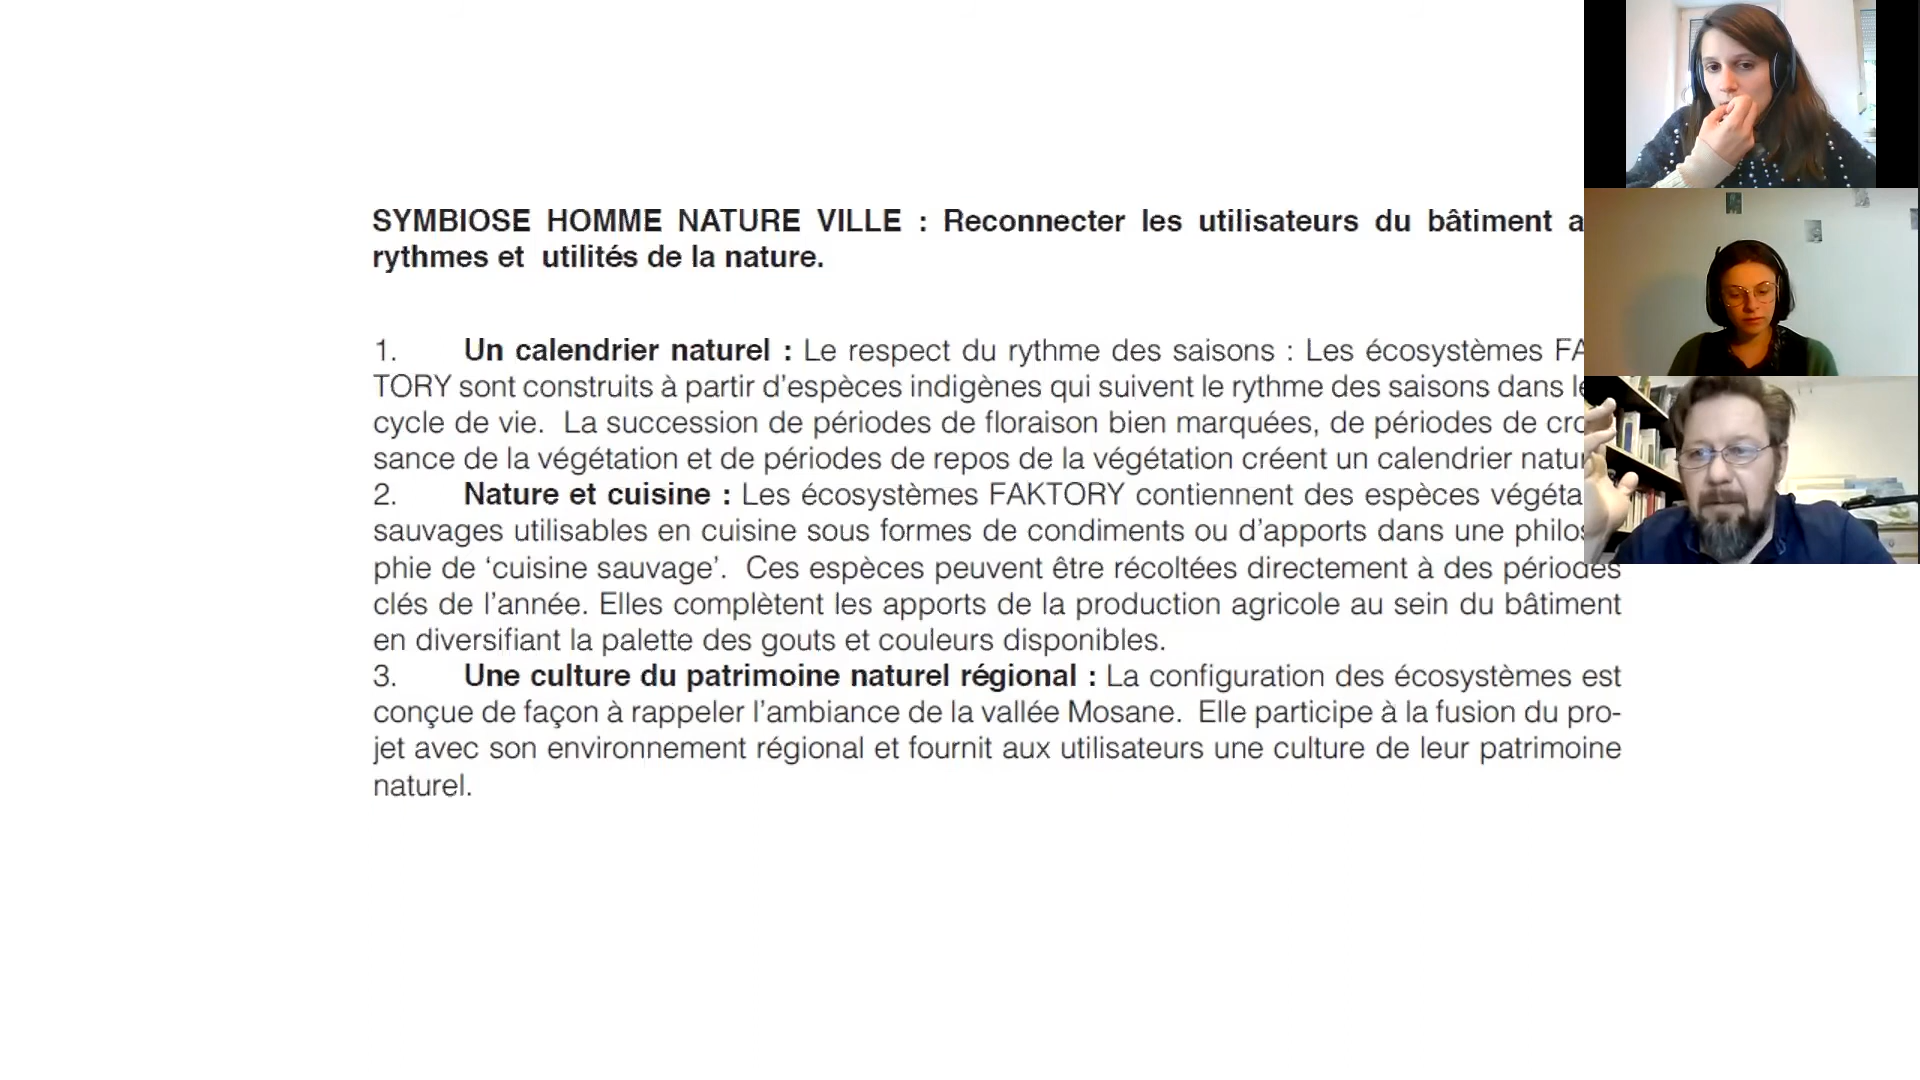 SYMBIOSE HOMME NATURE VILLE : Reconnecter les utilisateurs du bâtiment
rythmes et utilités de la nature.
1. Un calendrier naturel : Le respect du rythme des saisons : Les écosystèmes
TORY sont construits à partir d'espèces indigènes qui suivent le rythme des saisons dans
cycle de vie. La succession de périodes de floraison bien marquées, de périodes de
sance de la végétation et de périodes de repos de la végétation créent un calendrier
2. Nature et cuisine : Les écosystèmes FAKTORY contiennent des espèces
sauvages utilisables en cuisine sous formes de condiments ou d'apports dans une
phie de ‘cuisine sauvage’. Ces espèces peuvent être récoltées directement à des périodes
clés de l'année. Elles complètent les apports de la production agricole au sein du bâtiment
en diversifiant la palette des gouts et couleurs disponibles.
3. Une culture du patrimoine naturel régional : La configuration des écosystèmes est
conçue de façon à rappeler l'ambiance de la vallée Mosane. Elle participe à la fusion du pro-
jet avec son environnement régional et fournit aux utilisateurs une culture de leur patrimoine
naturel.